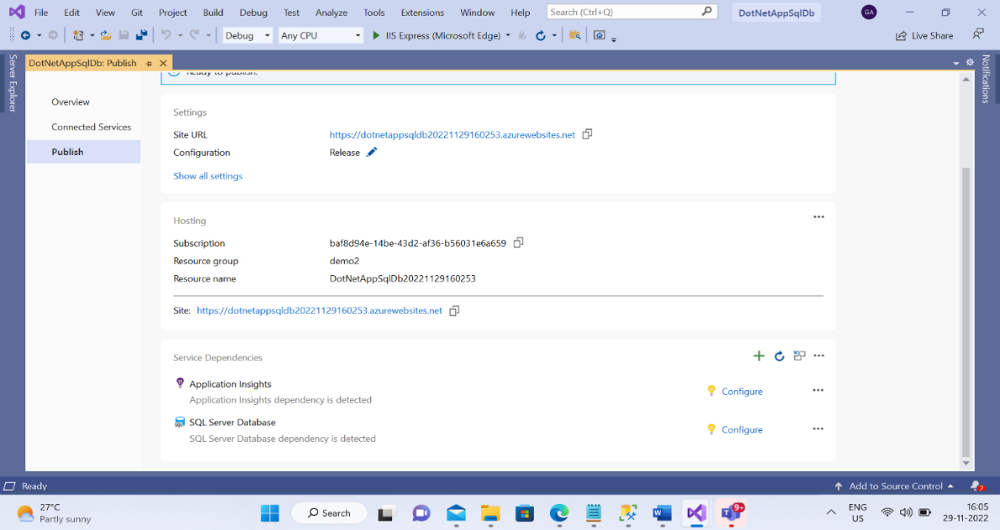 File Edit View Git Project Build Debug Test Analyze Tools Extensions Window Help Search (Ctrl+Q) DotNetAppSqlDb GA
Debug Any CPU IIS Express (Microsoft Edge) Live Share
Server Explorer
DotNetAppSqlDb: Publish
Notifications
Ready to publish.
Overview
Connected Services
Publish
Settings
Site URL https://dotnetappsqldb20221129160253.azurewebsites.net
Configuration Release
Show all settings
Hosting
Subscription baf8d94e-14be-43d2-af36-b56031e6a659
Resource group demo2
Resource name DotNetAppSqlDb20221129160253
Site: https://dotnetappsqldb20221129160253.azurewebsites.net
Service Dependencies
Application Insights
Application Insights dependency is detected
Configure
SQL Server Database
SQL Server Database dependency is detected
Configure
Ready Add to Source Control 2
27°C
Partly sunny
Search
9+
ENG
US
16:05
29-11-2022